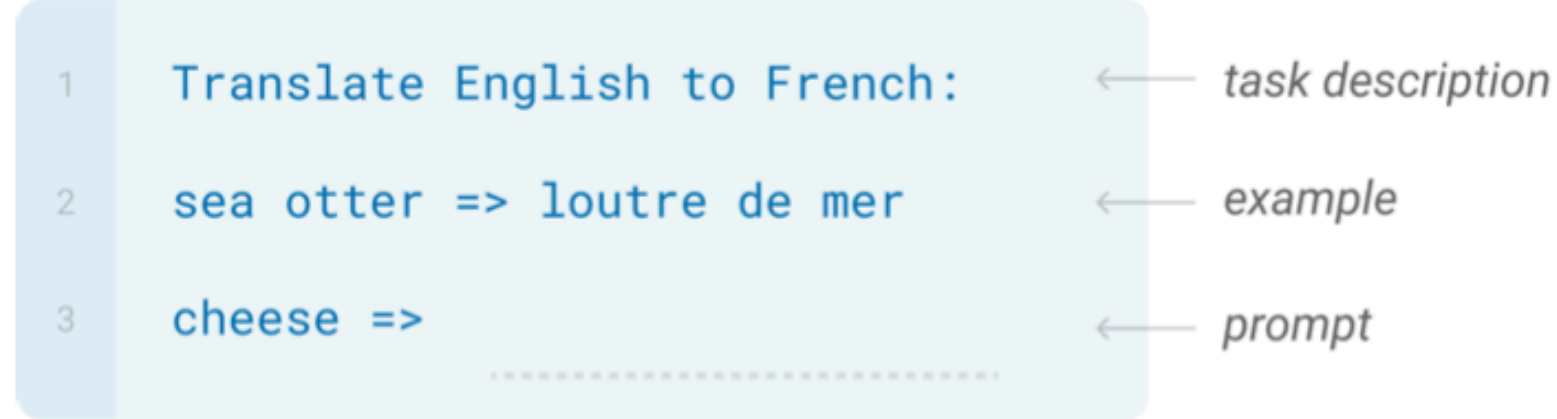 1 Translate English to French: ← task description
2 sea otter => loutre de mer ← example
3 cheese => ← prompt